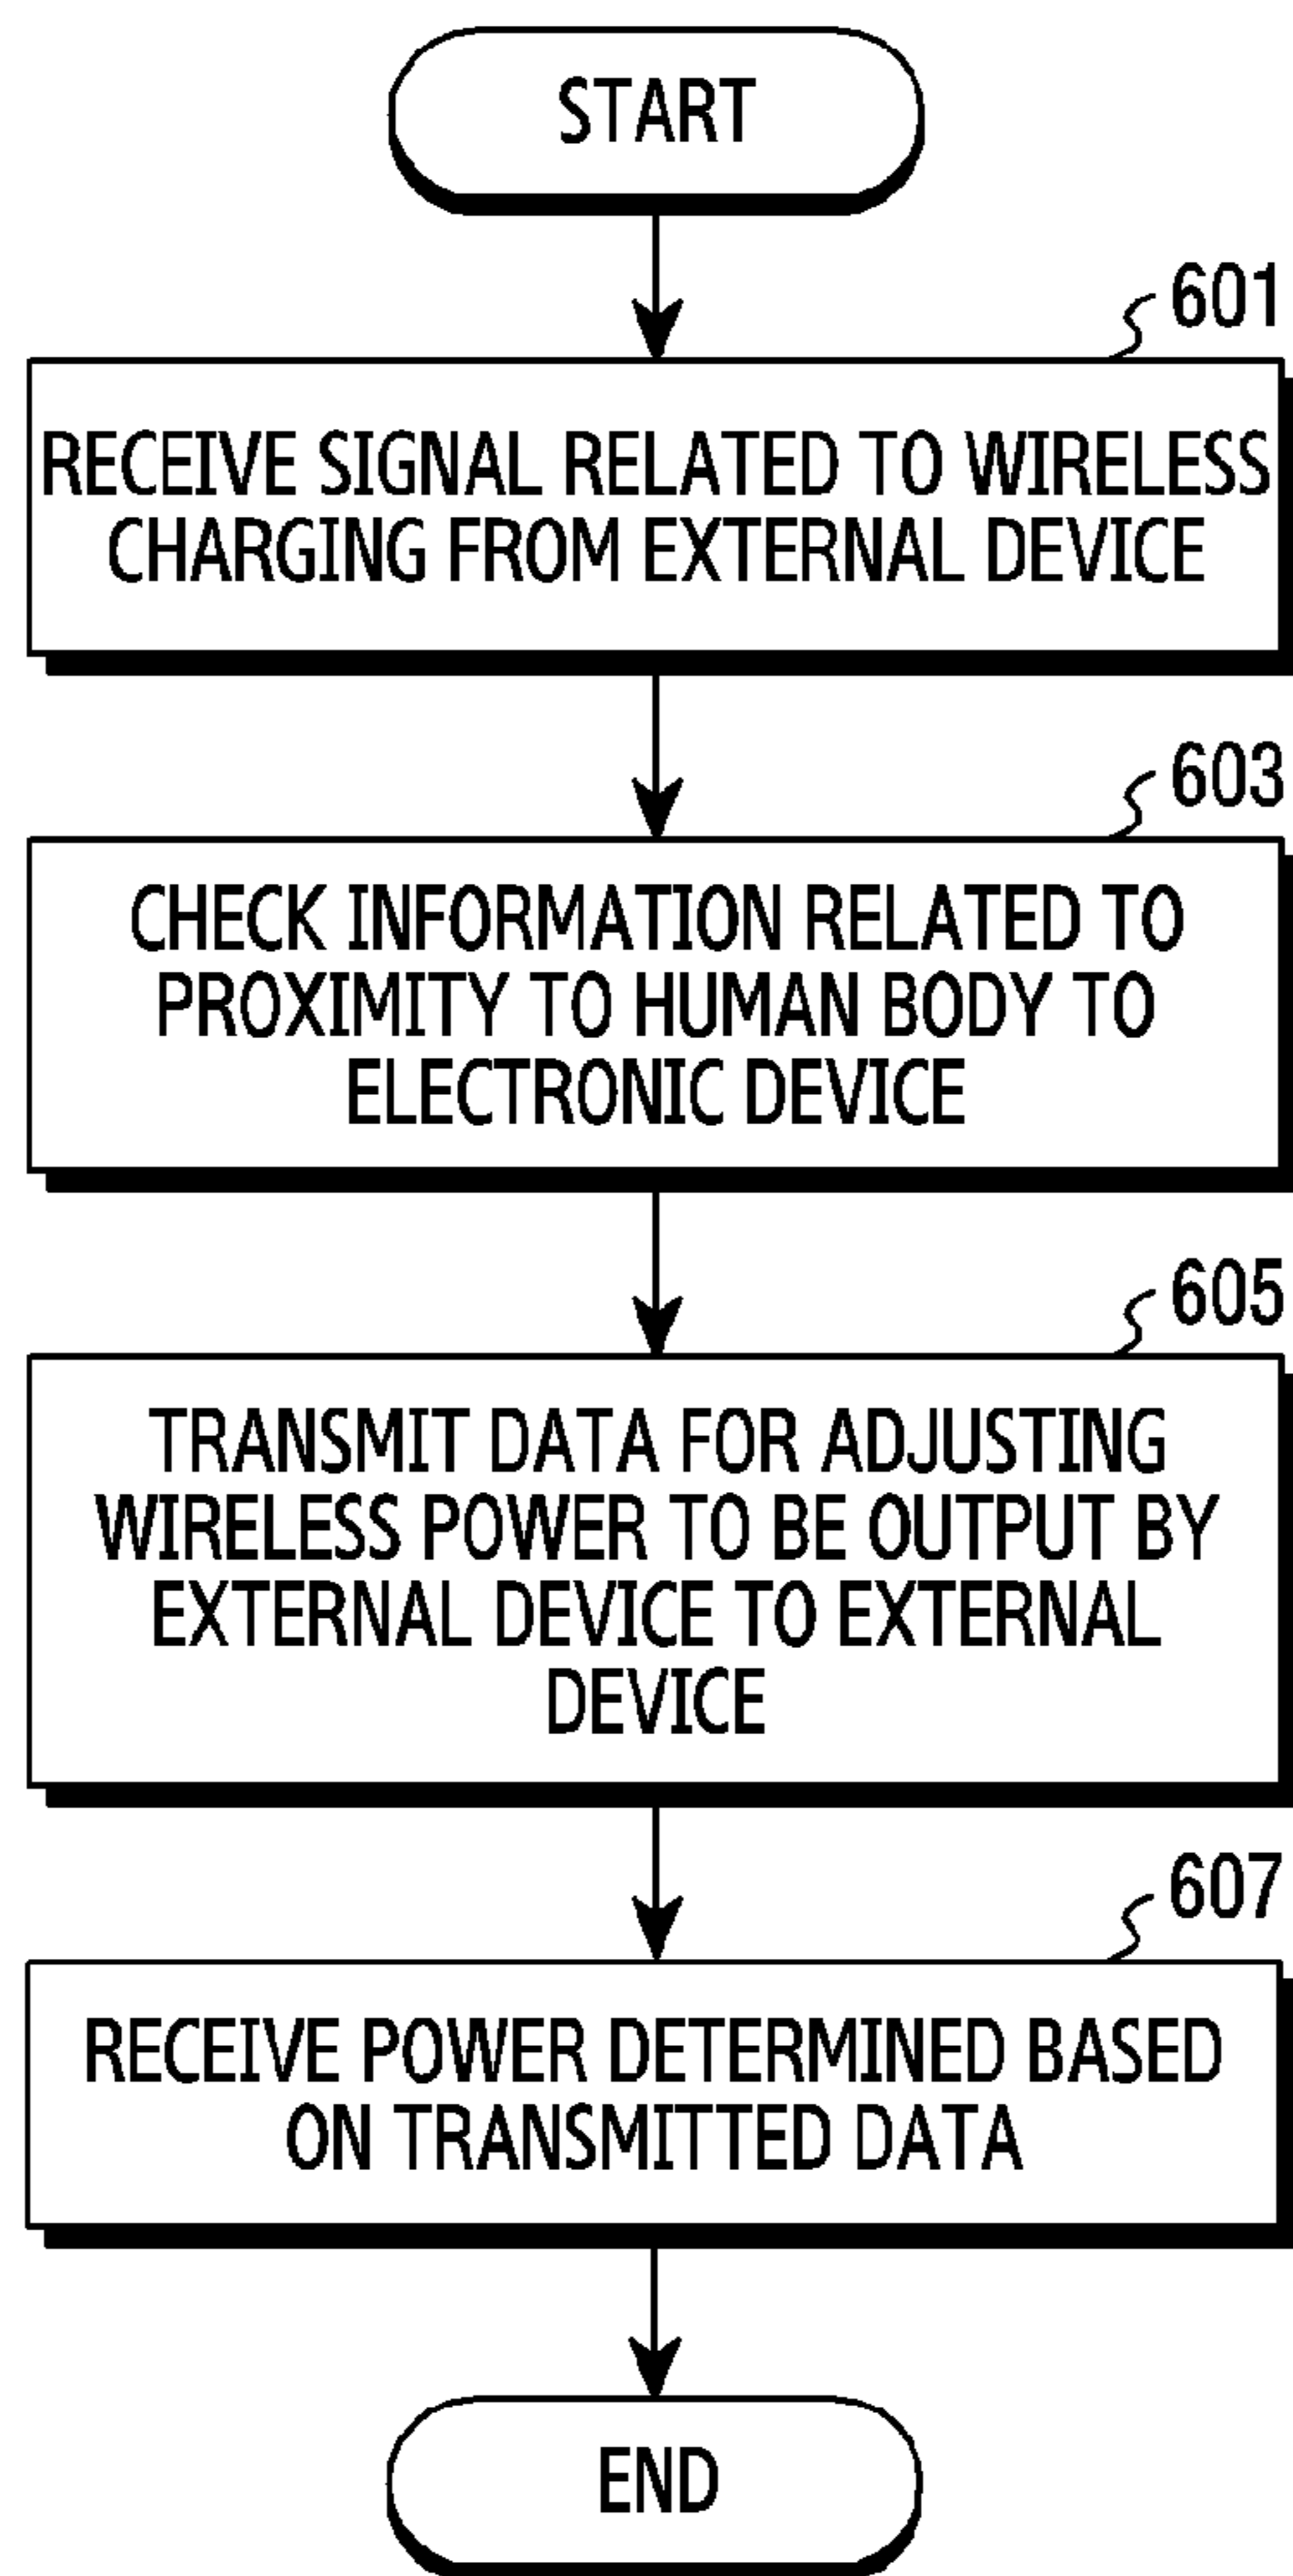 START
601
RECEIVE SIGNAL RELATED TO WIRELESS
CHARGING FROM EXTERNAL DEVICE
603
CHECK INFORMATION RELATED TO
PROXIMITY TO HUMAN BODY TO
ELECTRONIC DEVICE
605
TRANSMIT DATA FOR ADJUSTING
WIRELESS POWER TO BE OUTPUT BY
EXTERNAL DEVICE TO EXTERNAL
DEVICE
607
RECEIVE POWER DETERMINED BASED
ON TRANSMITTED DATA
END